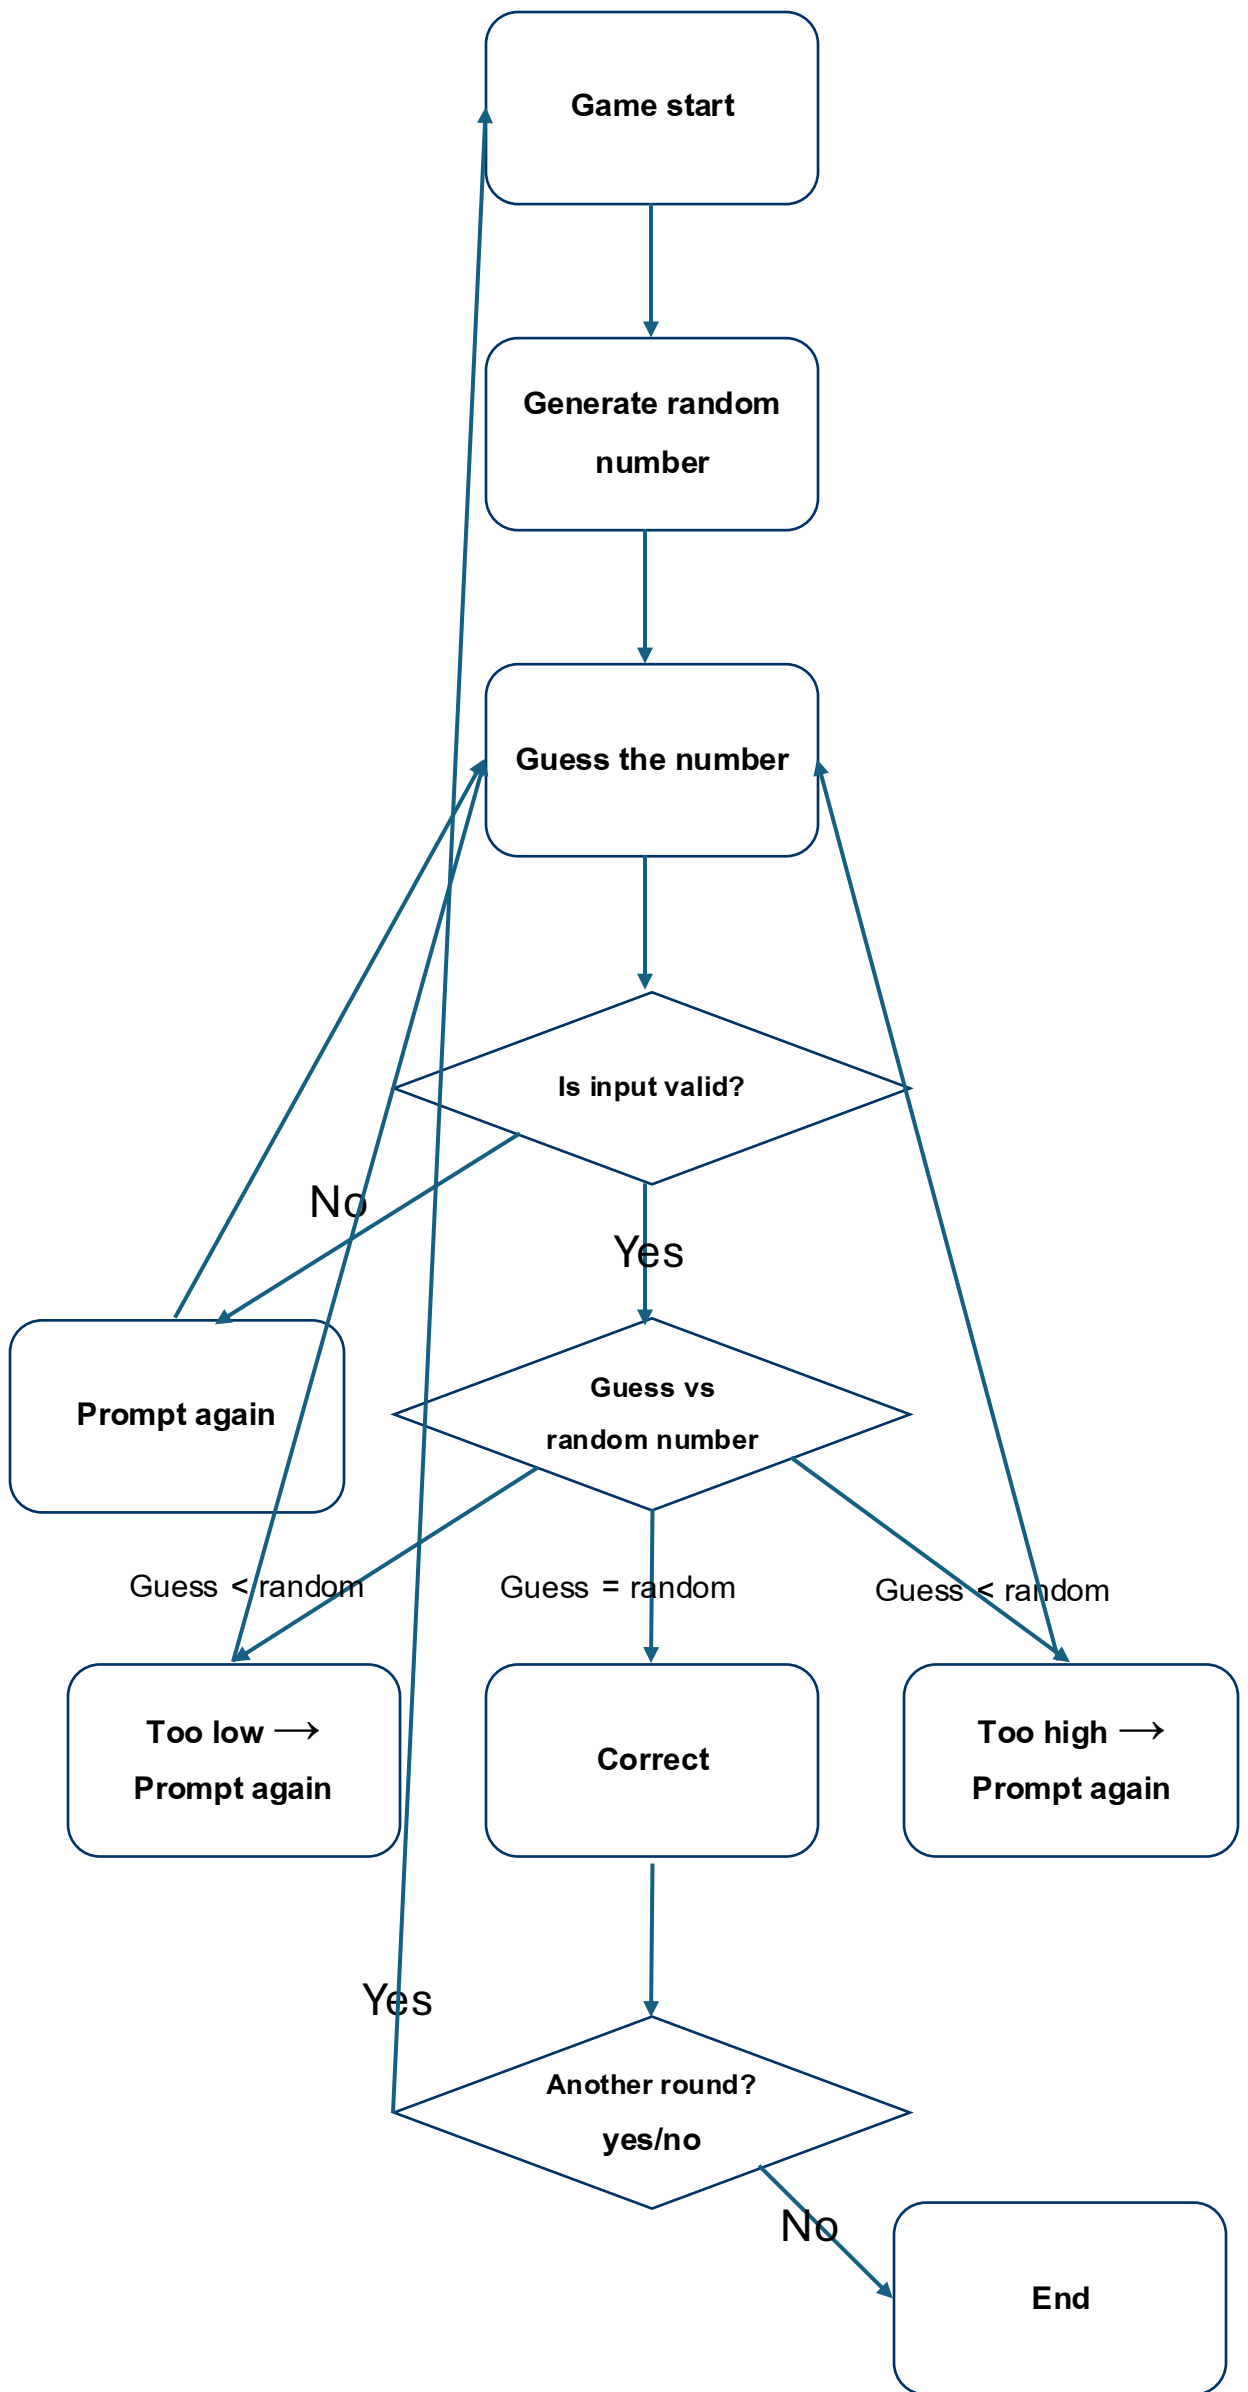 Game start
Generate random
number
Guess the number
Is input valid?
No
Yes
Prompt again
Guess vs
random number
Guess < random
Guess = random
Guess < random
Too low →
Prompt again
Correct
Too high →
Prompt again
Yes
Another round?
yes/no
No
End